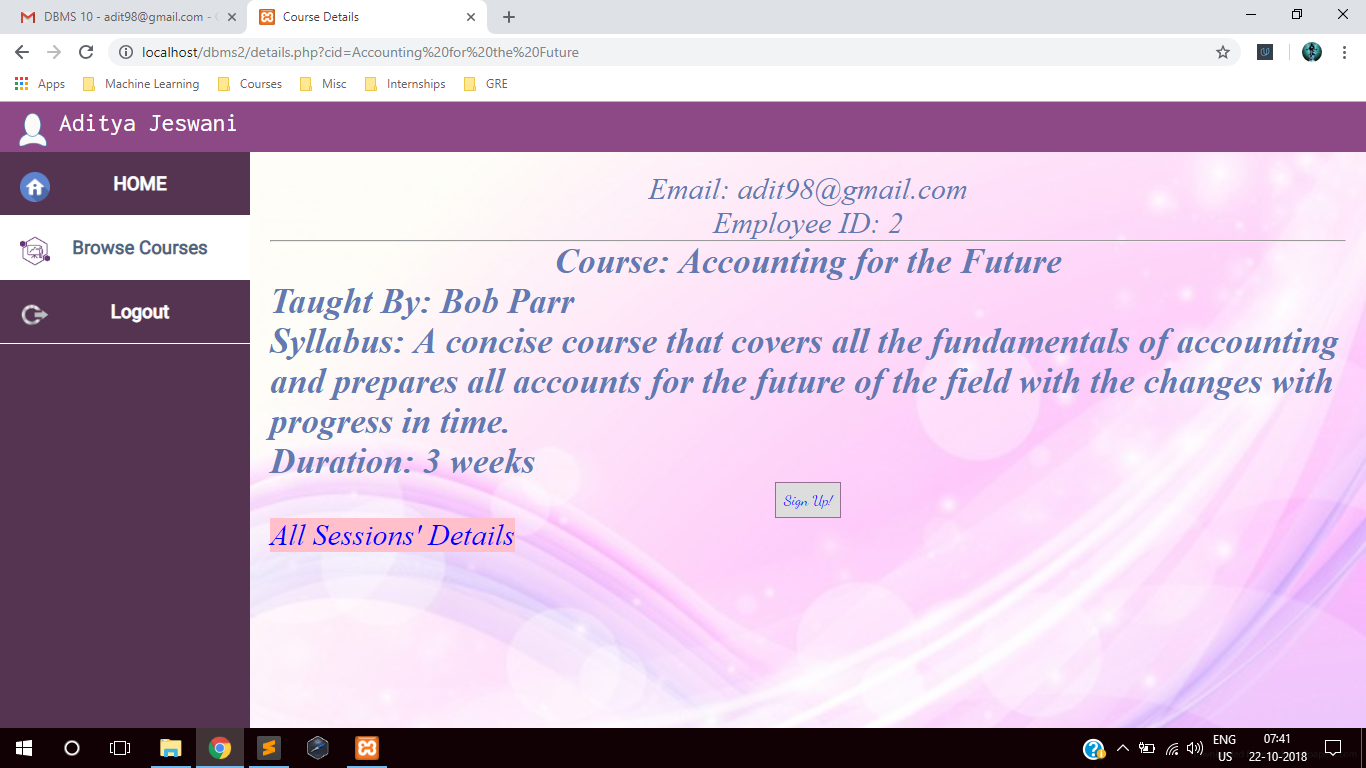 DBMS 10 - adit98@gmail.com -
Course Details
localhost/dbms2/details.php?cid=Accounting%20for%20the%20Future
Apps
Machine Learning
Courses
Misc
Internships
GRE
Aditya Jeswani
HOME
Browse Courses
Logout
Email: adit98@gmail.com
Employee ID: 2
Course: Accounting for the Future
Taught By: Bob Parr
Syllabus: A concise course that covers all the fundamentals of accounting
and prepares all accounts for the future of the field with the changes with
progress in time.
Duration: 3 weeks
Sign Up!
All Sessions' Details
ENG
US
07:41
22-10-2018